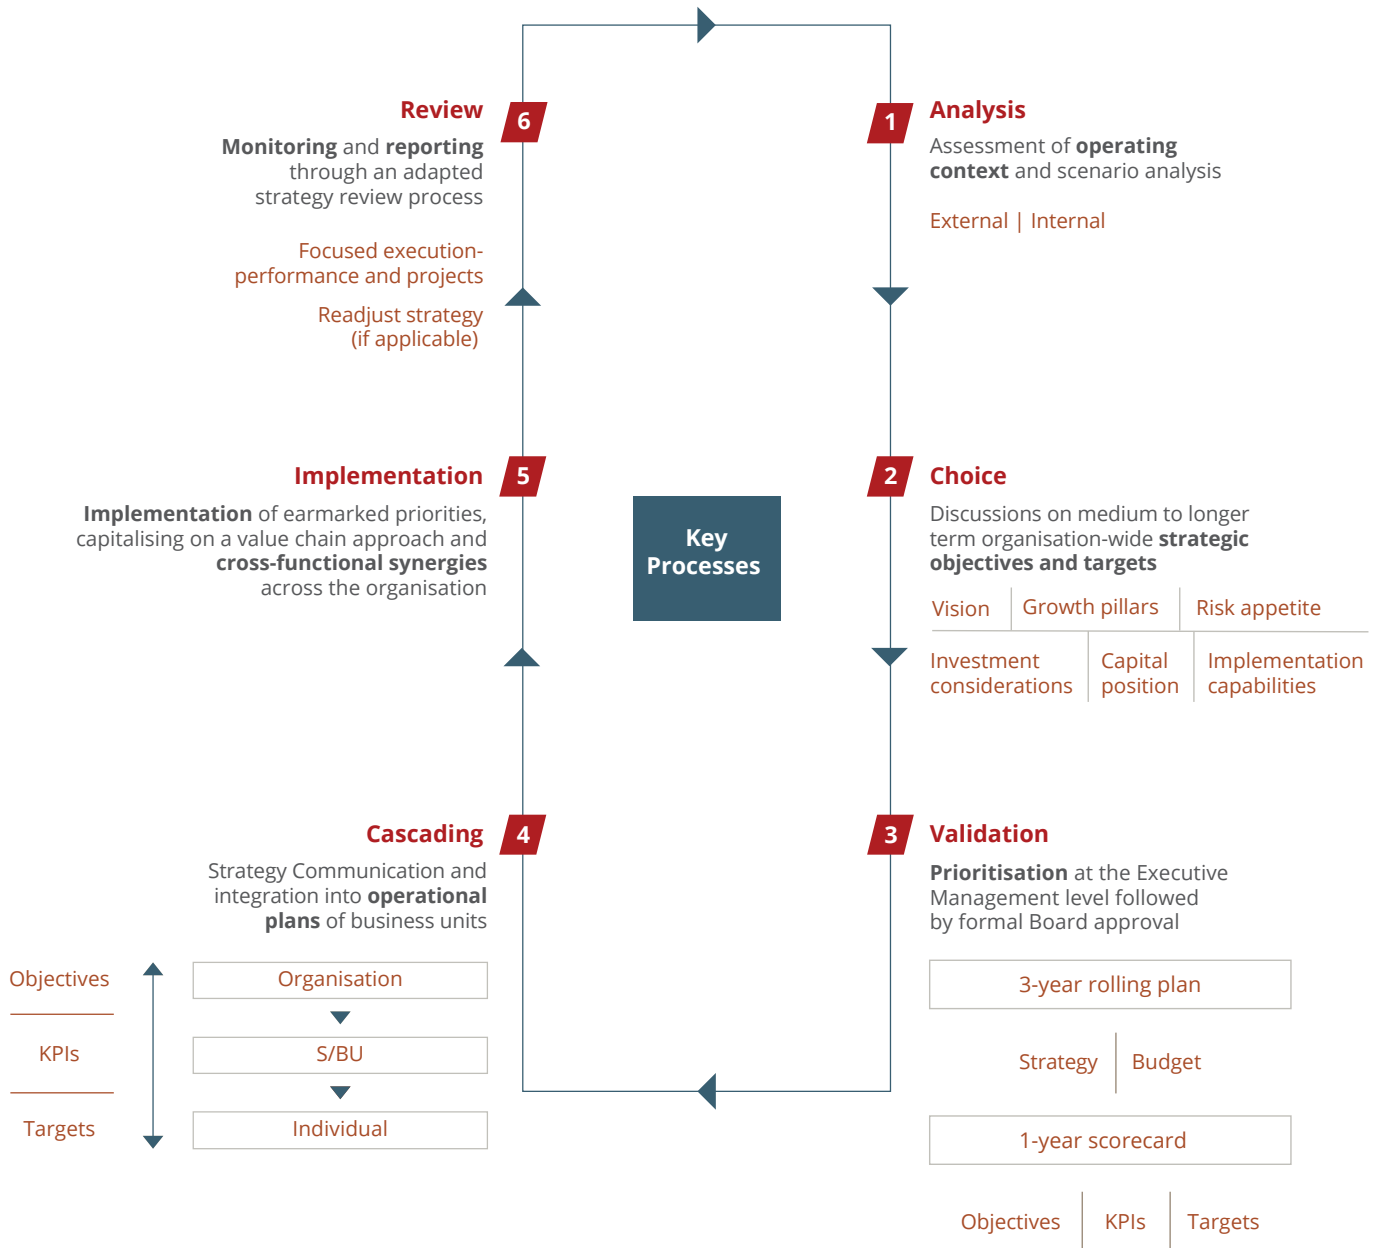 Key
Processes
1
Analysis
Assessment of operating
context and scenario analysis
External | Internal
2
Choice
Discussions on medium to longer
term organisation-wide strategic
objectives and targets
Vision
Growth pillars
Risk appetite
Investment
considerations
Capital
position
Implementation
capabilities
3
Validation
Prioritisation at the Executive
Management level followed
by formal Board approval
3-year rolling plan
Strategy
Budget
1-year scorecard
Objectives
KPIs
Targets
4
Cascading
Strategy Communication and
integration into operational
plans of business units
Objectives
KPIs
Targets
Organisation
S/BU
Individual
5
Implementation
Implementation of earmarked priorities,
capitalising on a value chain approach and
cross-functional synergies
across the organisation
6
Review
Monitoring and reporting
through an adapted
strategy review process
Focused execution-
performance and projects
Readjust strategy
(if applicable)